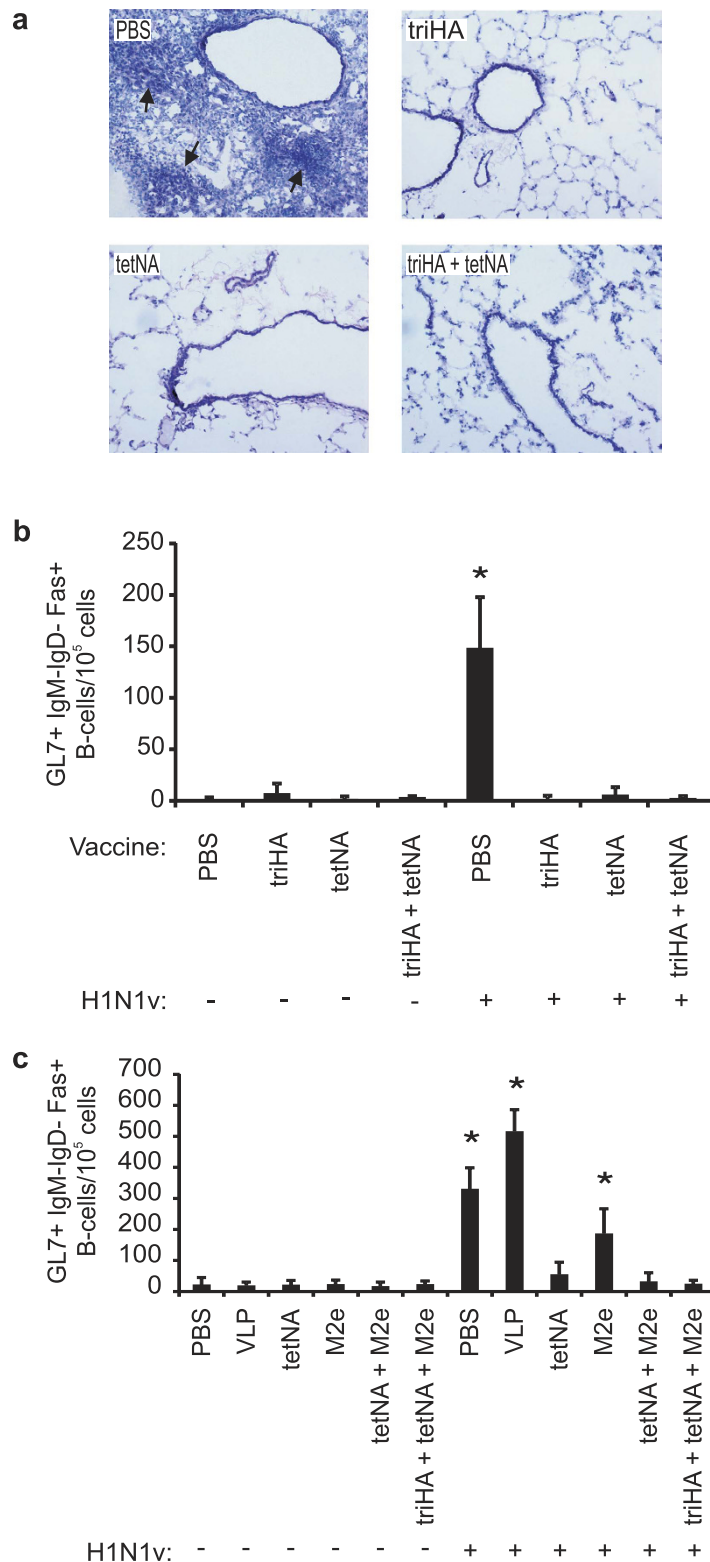 a
PBS
triHA
tetNA
triHA + tetNA
b
GL7+ IgM-IgD- Fas+
B-cells/10⁵ cells
250
200
150
100
50
0
*
Vaccine:
PBS
triHA
tetNA
triHA + tetNA
PBS
triHA
tetNA
triHA + tetNA
H1N1v: - - - - + + + +
c
GL7+ IgM-IgD- Fas+
B-cells/10⁵ cells
700
600
500
400
300
200
100
0
* * *
PBS
VLP
tetNA
M2e
tetNA + M2e
triHA + tetNA + M2e
PBS
VLP
tetNA
M2e
tetNA + M2e
triHA + tetNA + M2e
H1N1v: - - - - - - + + + + + +